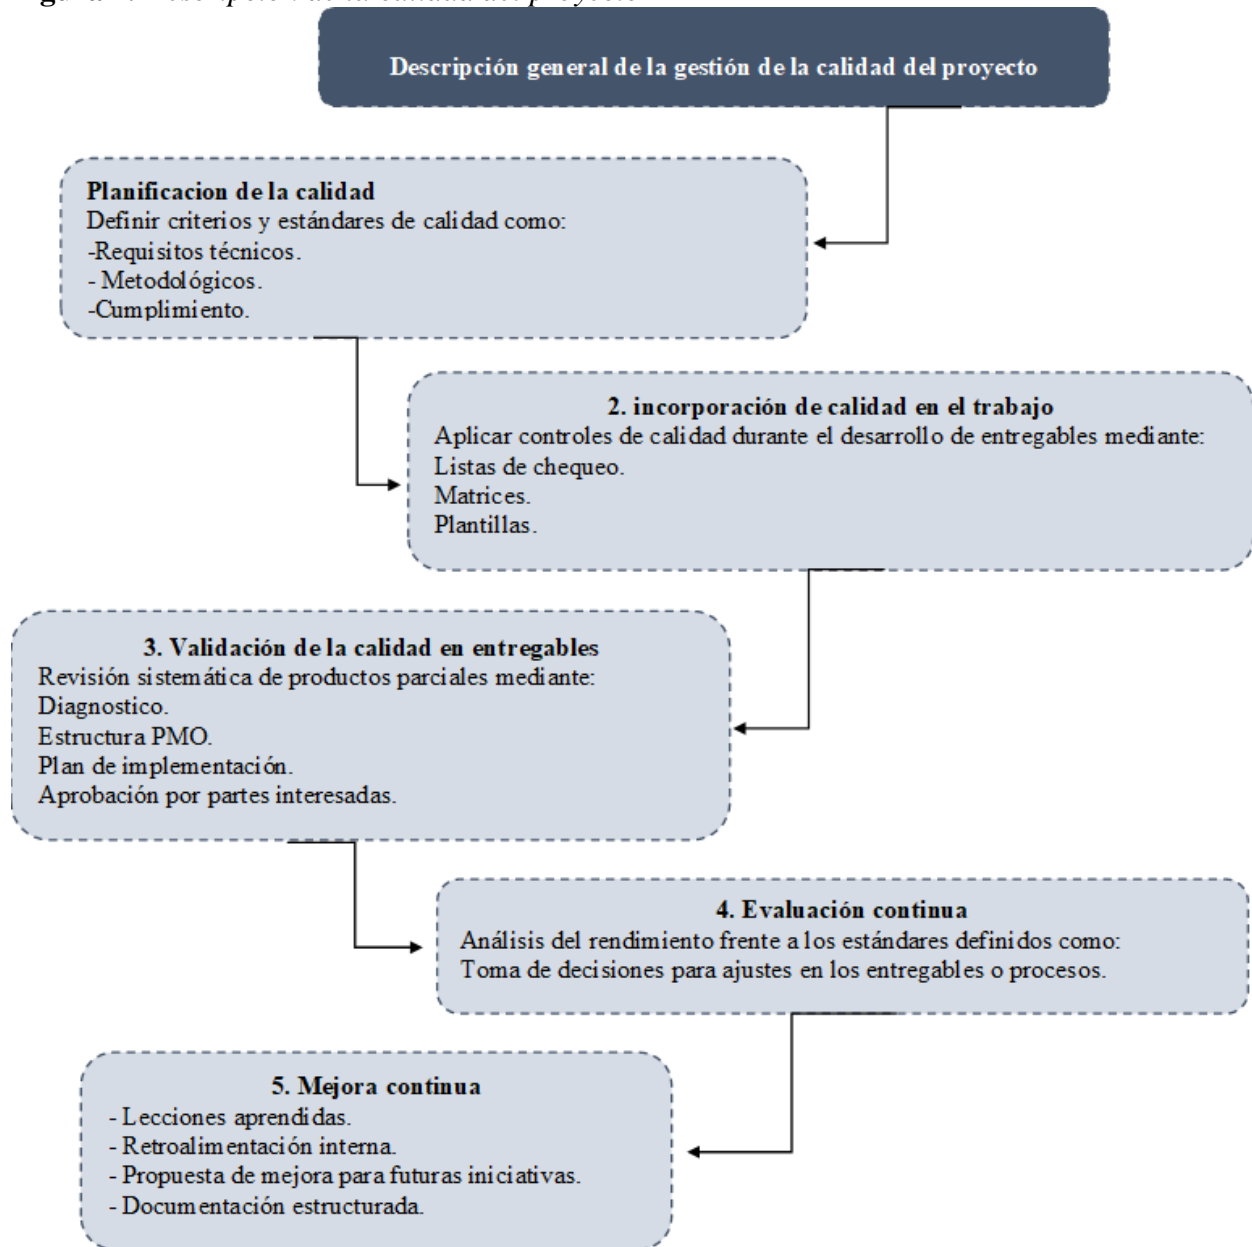 Descripción general de la gestión de la calidad del proyecto
Planificacion de la calidad
Definir criterios y estándares de calidad como:
-Requisitos técnicos.
- Metodológicos.
-Cumplimiento.
2. incorporación de calidad en el trabajo
Aplicar controles de calidad durante el desarrollo de entregables mediante:
Listas de chequeo.
Matrices.
Plantillas.
3. Validación de la calidad en entregables
Revisión sistemática de productos parciales mediante:
Diagnostico.
Estructura PMO.
Plan de implementación.
Aprobación por partes interesadas.
4. Evaluación continua
Análisis del rendimiento frente a los estándares definidos como:
Toma de decisiones para ajustes en los entregables o procesos.
5. Mejora continua
- Lecciones aprendidas.
- Retroalimentación interna.
- Propuesta de mejora para futuras iniciativas.
- Documentación estructurada.